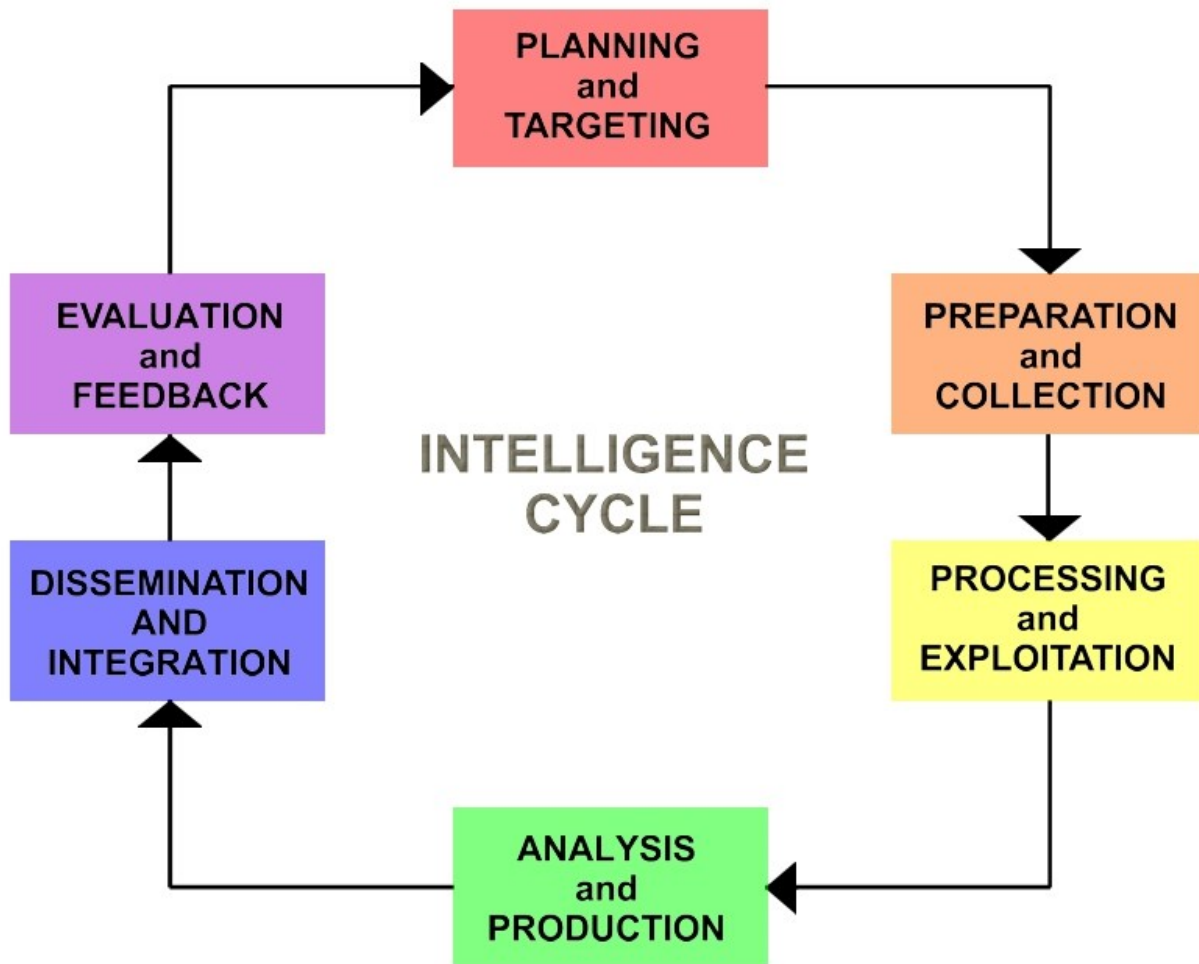 PLANNING
and
TARGETING
PREPARATION
and
COLLECTION
PROCESSING
and
EXPLOITATION
ANALYSIS
and
PRODUCTION
DISSEMINATION
AND
INTEGRATION
EVALUATION
and
FEEDBACK
INTELLIGENCE
CYCLE